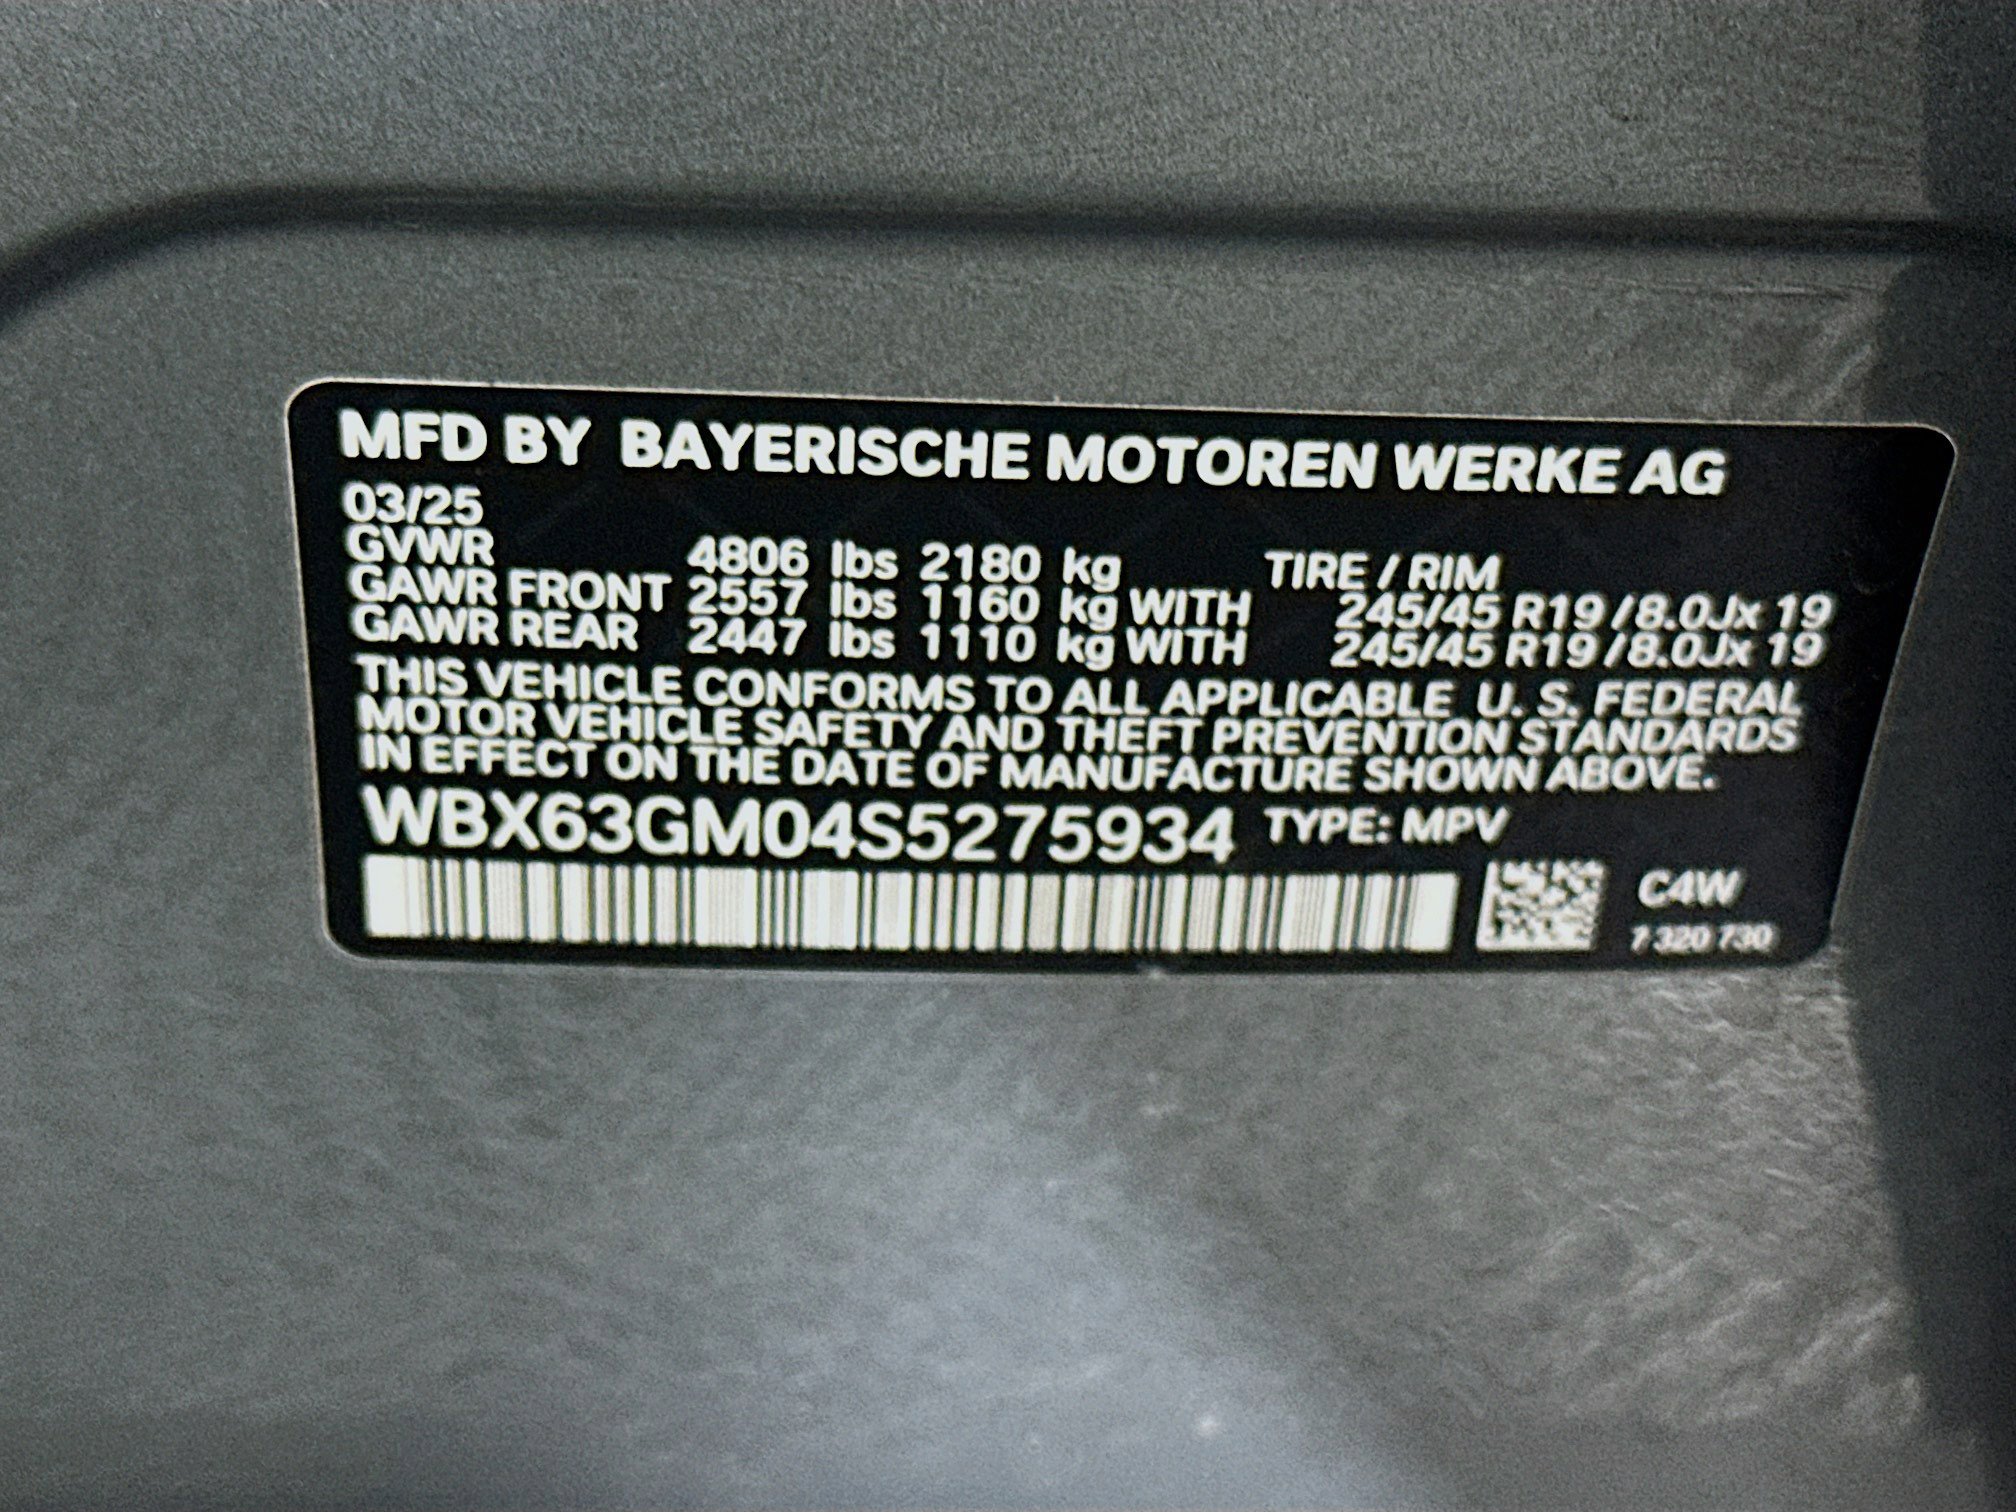 MFD BY BAYERISCHE MOTOREN WERKE AG
03/25
GVWR 4806 lbs 2180 kg TIRE / RIM
GAWR FRONT 2557 lbs 1160 kg WITH 245/45 R19 / 8.0Jx 19
GAWR REAR 2447 lbs 1110 kg WITH 245/45 R19 / 8.0Jx 19
THIS VEHICLE CONFORMS TO ALL APPLICABLE U. S. FEDERAL
MOTOR VEHICLE SAFETY AND THEFT PREVENTION STANDARDS
IN EFFECT ON THE DATE OF MANUFACTURE SHOWN ABOVE.
WBX63GM04S5275934 TYPE: MPV
C4W
7 320 730